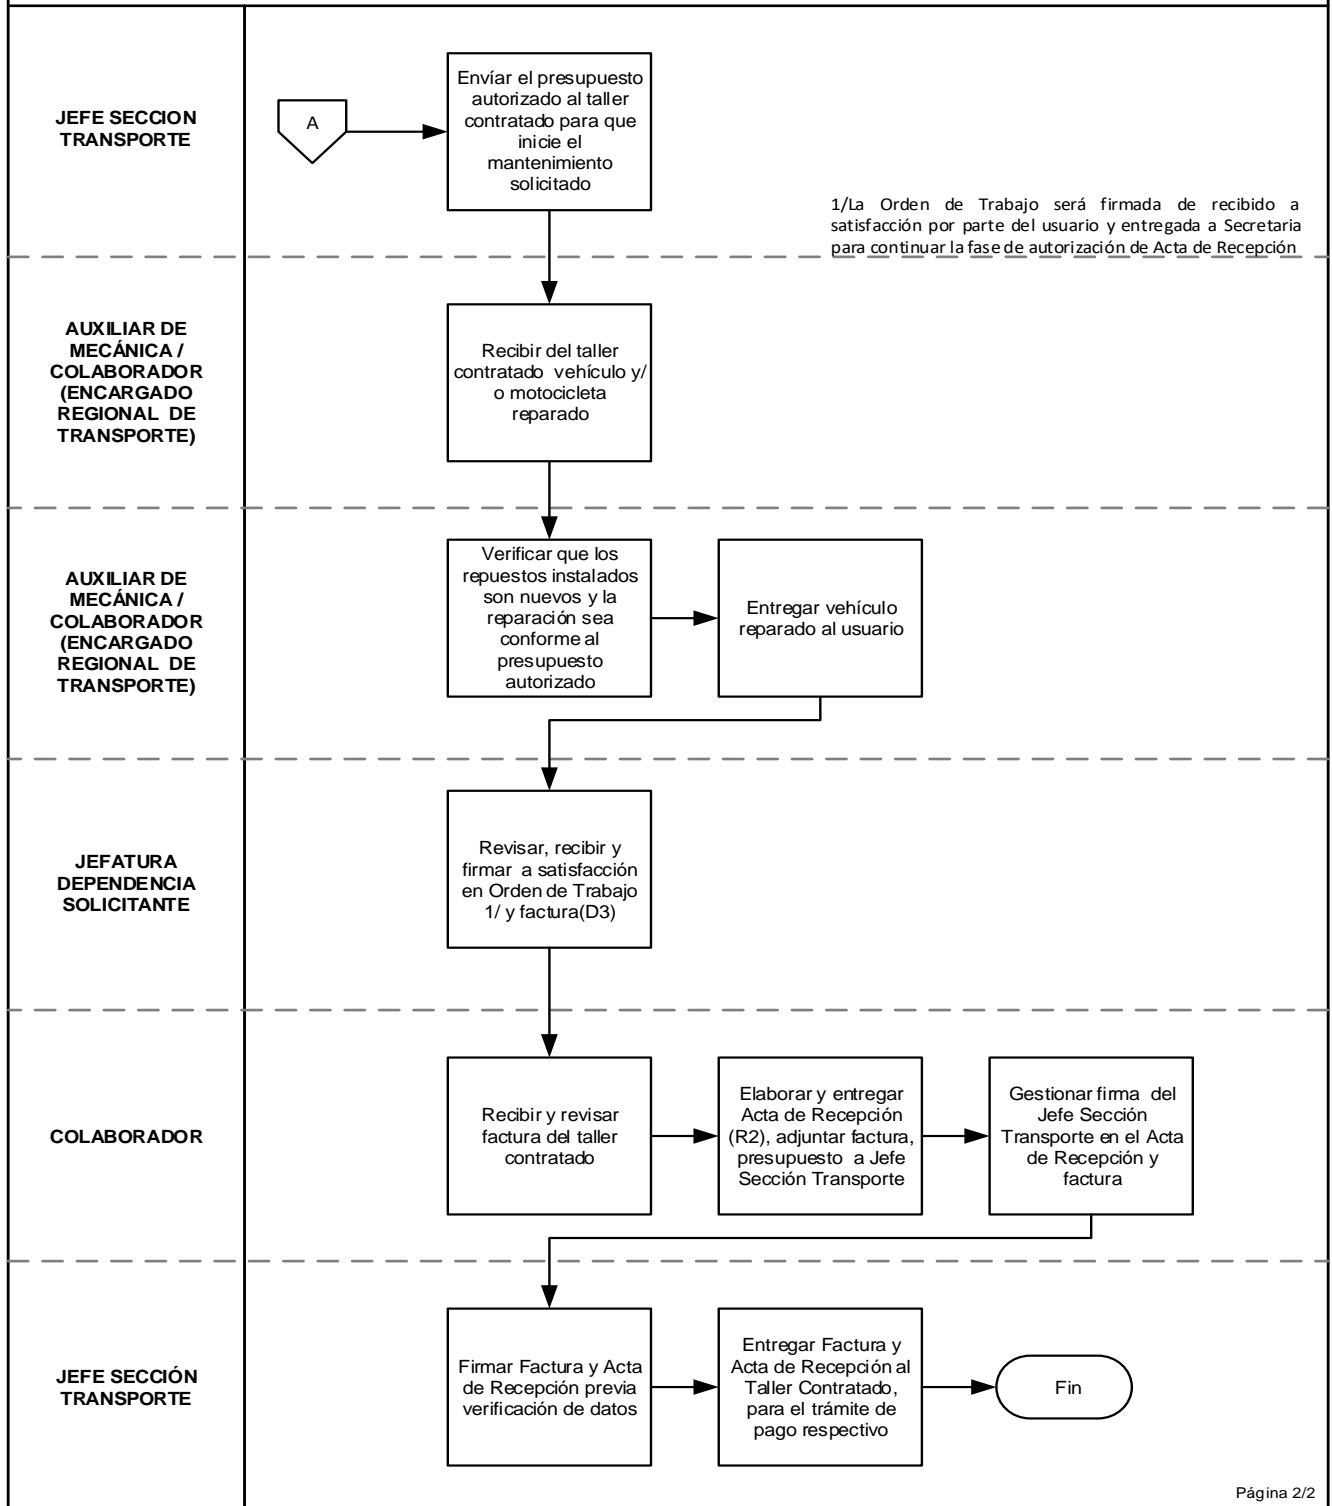 JEFE SECCION
TRANSPORTE
A
Envíar el presupuesto
autorizado al taller
contratado para que
inicie el
mantenimiento
solicitado
1/La Orden de Trabajo será firmada de recibido a
satisfacción por parte del usuario y entregada a Secretaria
para continuar la fase de autorización de Acta de Recepción
AUXILIAR DE
MECÁNICA /
COLABORADOR
(ENCARGADO
REGIONAL DE
TRANSPORTE)
Recibir del taller
contratado vehículo y/
o motocicleta
reparado
AUXILIAR DE
MECÁNICA /
COLABORADOR
(ENCARGADO
REGIONAL DE
TRANSPORTE)
Verificar que los
repuestos instalados
son nuevos y la
reparación sea
conforme al
presupuesto
autorizado
Entregar vehículo
reparado al usuario
JEFATURA
DEPENDENCIA
SOLICITANTE
Revisar, recibir y
firmar a satisfacción
en Orden de Trabajo
1/ y factura(D3)
COLABORADOR
Recibir y revisar
factura del taller
contratado
Elaborar y entregar
Acta de Recepción
(R2), adjuntar factura,
presupuesto a Jefe
Sección Transporte
Gestionar firma del
Jefe Sección
Transporte en el Acta
de Recepción y
factura
JEFE SECCIÓN
TRANSPORTE
Firmar Factura y Acta
de Recepción previa
verificación de datos
Entregar Factura y
Acta de Recepción al
Taller Contratado,
para el trámite de
pago respectivo
Fin
Página 2/2